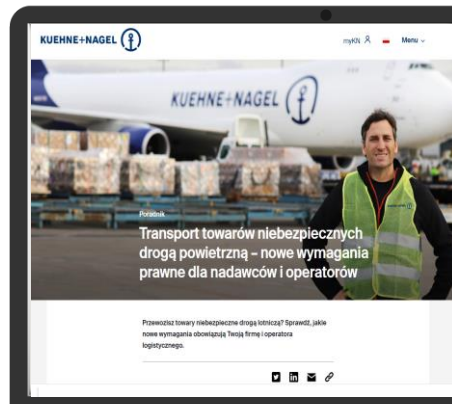 KUEHNE+NAGEL
myKN Menu
KUEHNE+NAGEL
Poradnik
Transport towarów niebezpiecznych
drogą powietrzną – nowe wymagania
prawne dla nadawców i operatorów
Przewozisz towary niebezpieczne drogą lotniczą? Sprawdź, jakie
nowe wymagania obowiązują Twoją firmę i operatora
logistycznego.